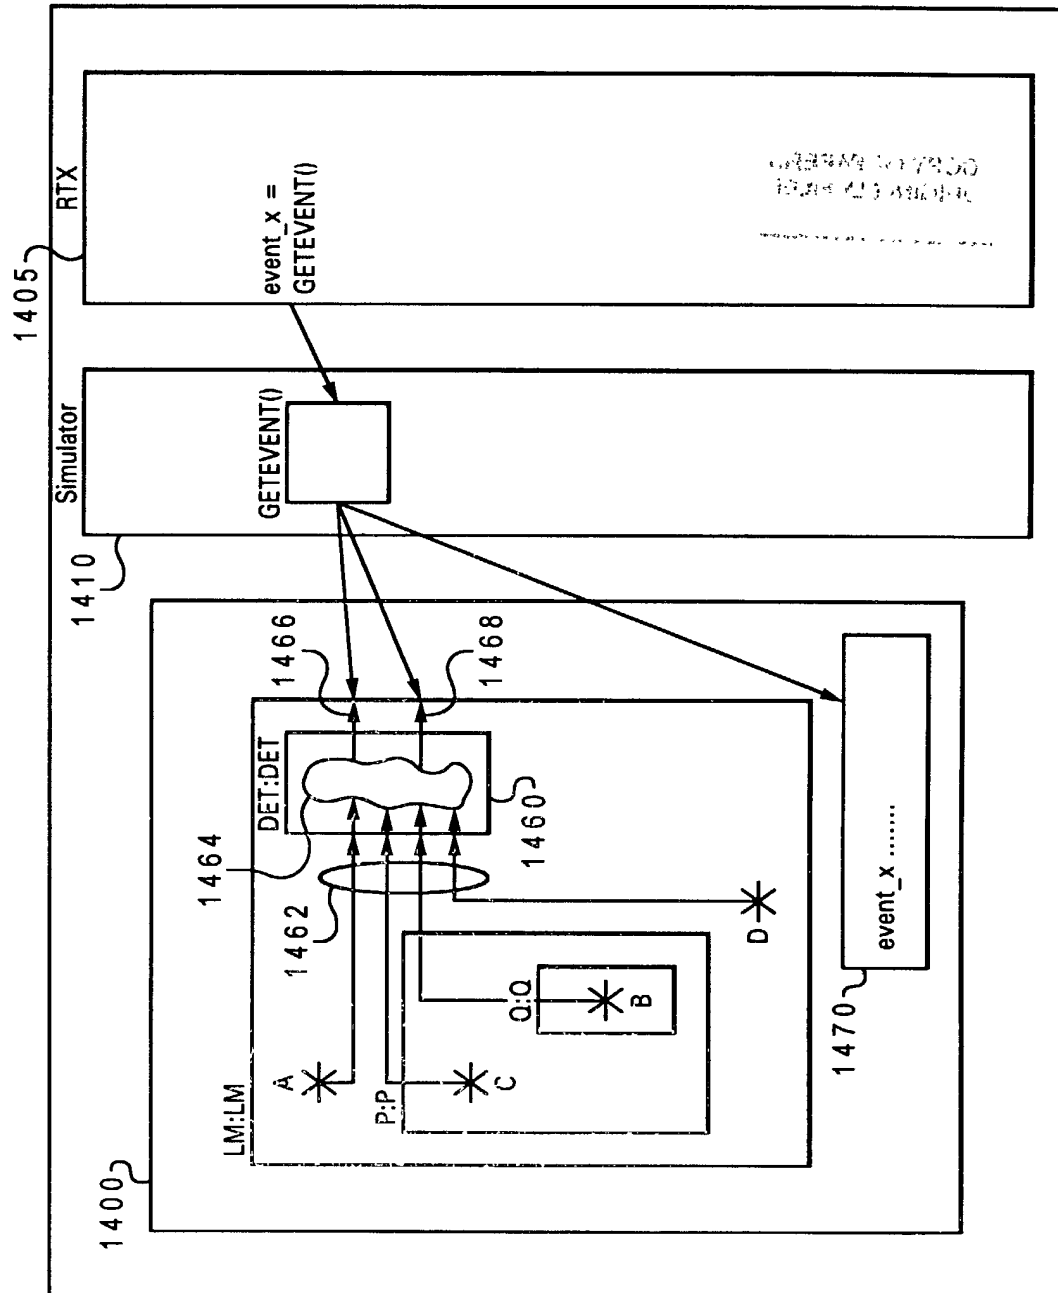 1405
RTX
event_x =
GETEVENT()
1410
Simulator
GETEVENT()
1400
LM:LM
1466
1468
DET:DET
1464
1460
1462
A
P:P
C
Q:Q
B
D
1470
event_x .......